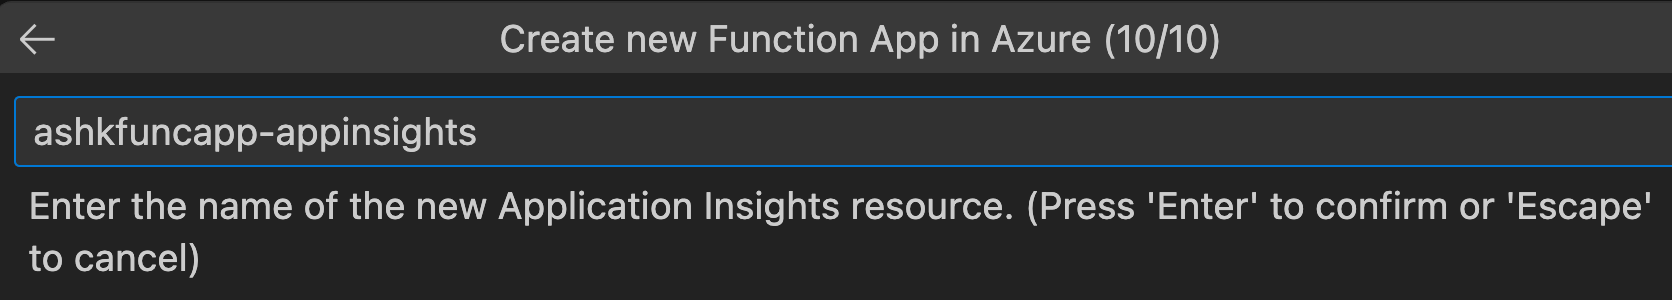 Create new Function App in Azure (10/10)
ashkfuncapp-appinsights
Enter the name of the new Application Insights resource. (Press 'Enter' to confirm or 'Escape'
to cancel)